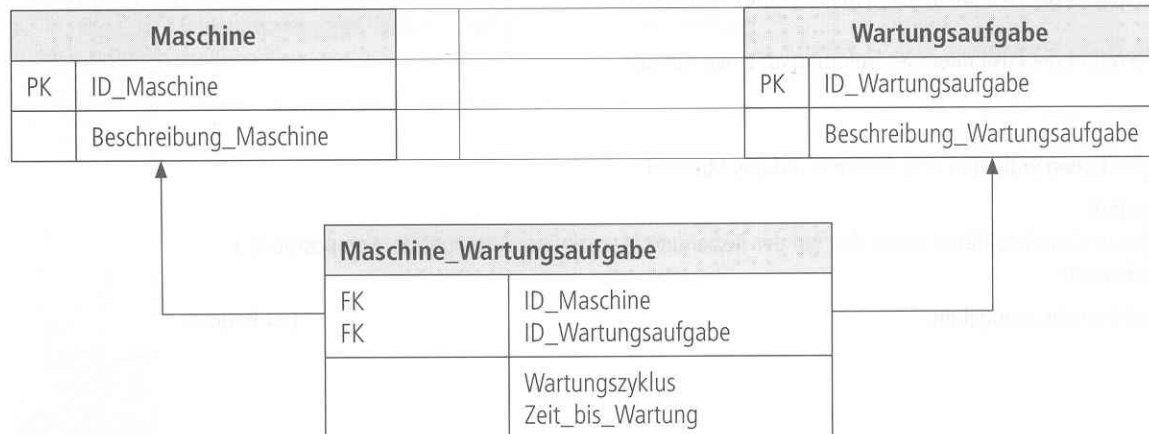 Maschine
PK ID_Maschine
Beschreibung_Maschine
Wartungsaufgabe
PK ID_Wartungsaufgabe
Beschreibung_Wartungsaufgabe
Maschine_Wartungsaufgabe
FK ID_Maschine
FK ID_Wartungsaufgabe
Wartungszyklus
Zeit_bis_Wartung